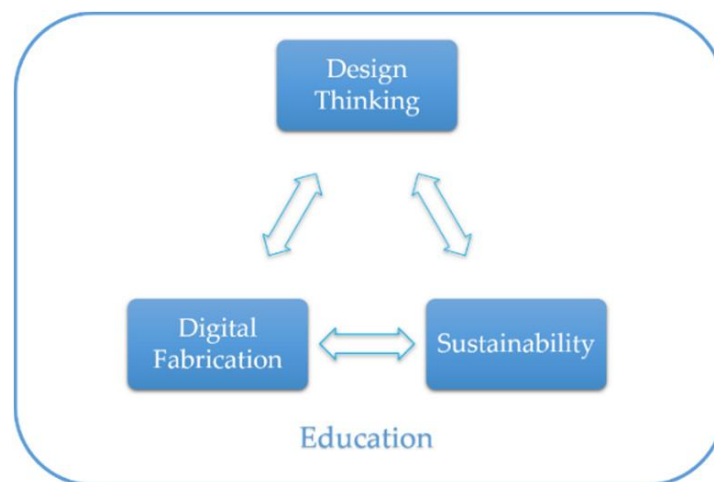 Design
Thinking
Digital
Fabrication
Sustainability
Education